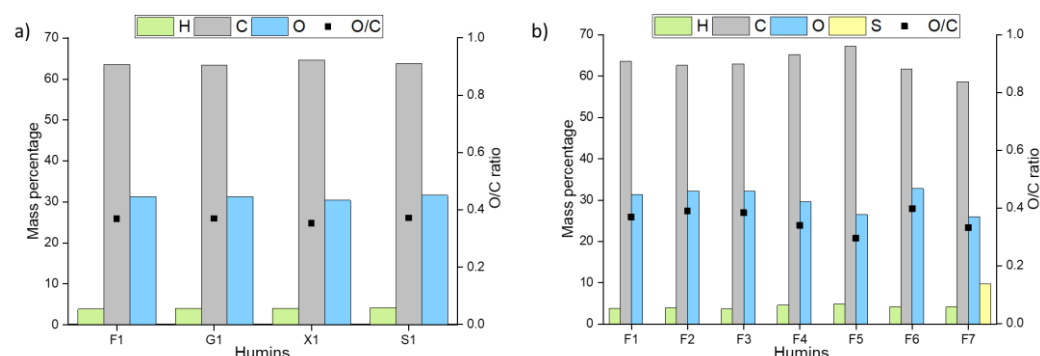 a)
H C O O/C
70
60
50
40
30
20
10
0
Mass percentage
1.0
0.8
0.6
0.4
0.2
0.0
O/C ratio
F1 G1 X1 S1
Humins
b)
H C O S O/C
70
60
50
40
30
20
10
0
Mass percentage
1.0
0.8
0.6
0.4
0.2
0.0
O/C ratio
F1 F2 F3 F4 F5 F6 F7
Humins